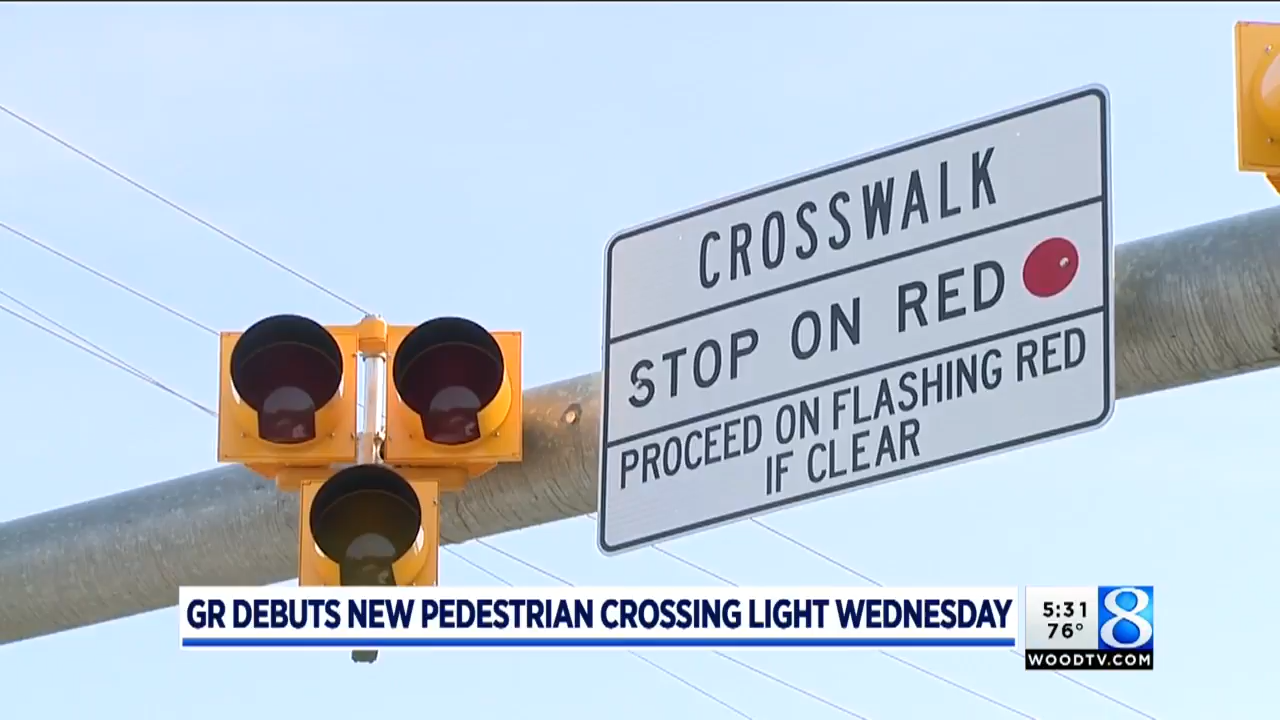 CROSSWALK
STOP ON RED
PROCEED ON FLASHING RED
IF CLEAR
GR DEBUTS NEW PEDESTRIAN CROSSING LIGHT WEDNESDAY
5:31
76°
8
WOODTV.COM